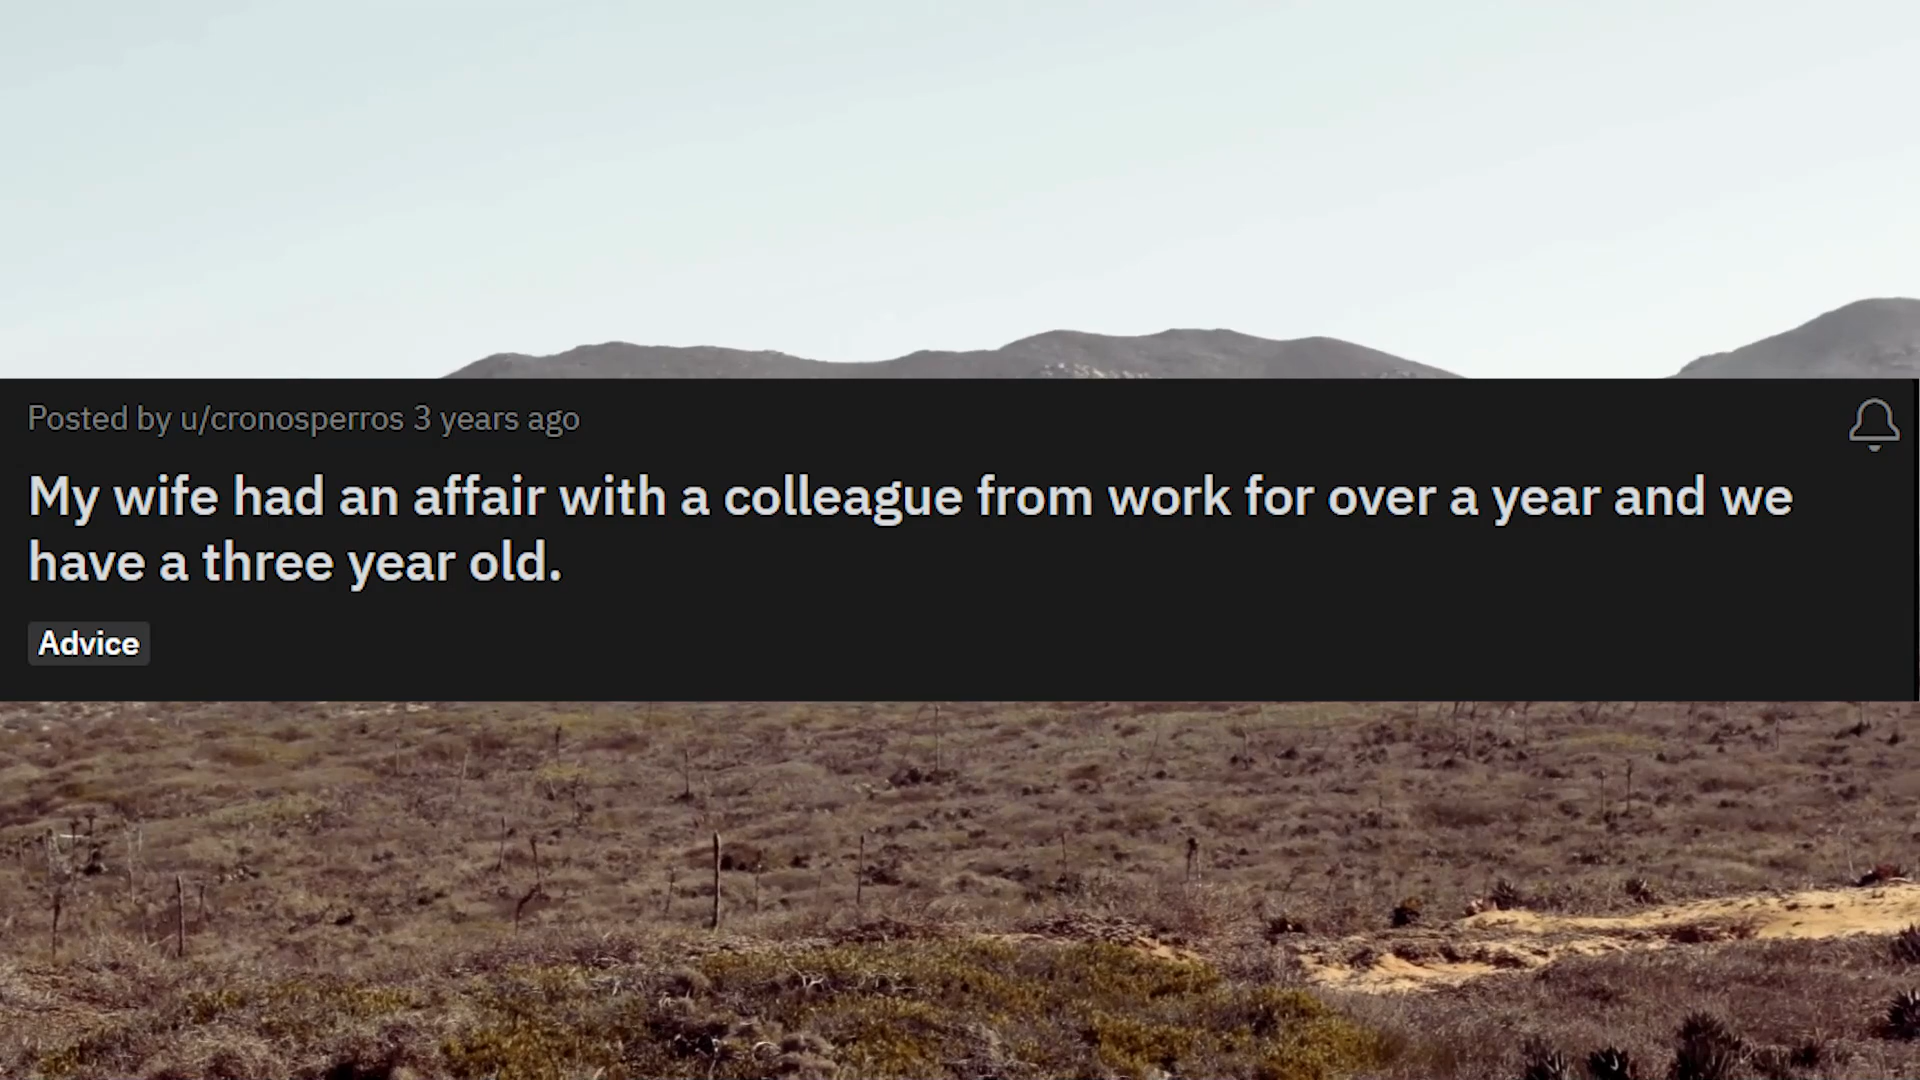 Posted by u/cronosperros 3 years ago
My wife had an affair with a colleague from work for over a year and we
have a three year old.
Advice